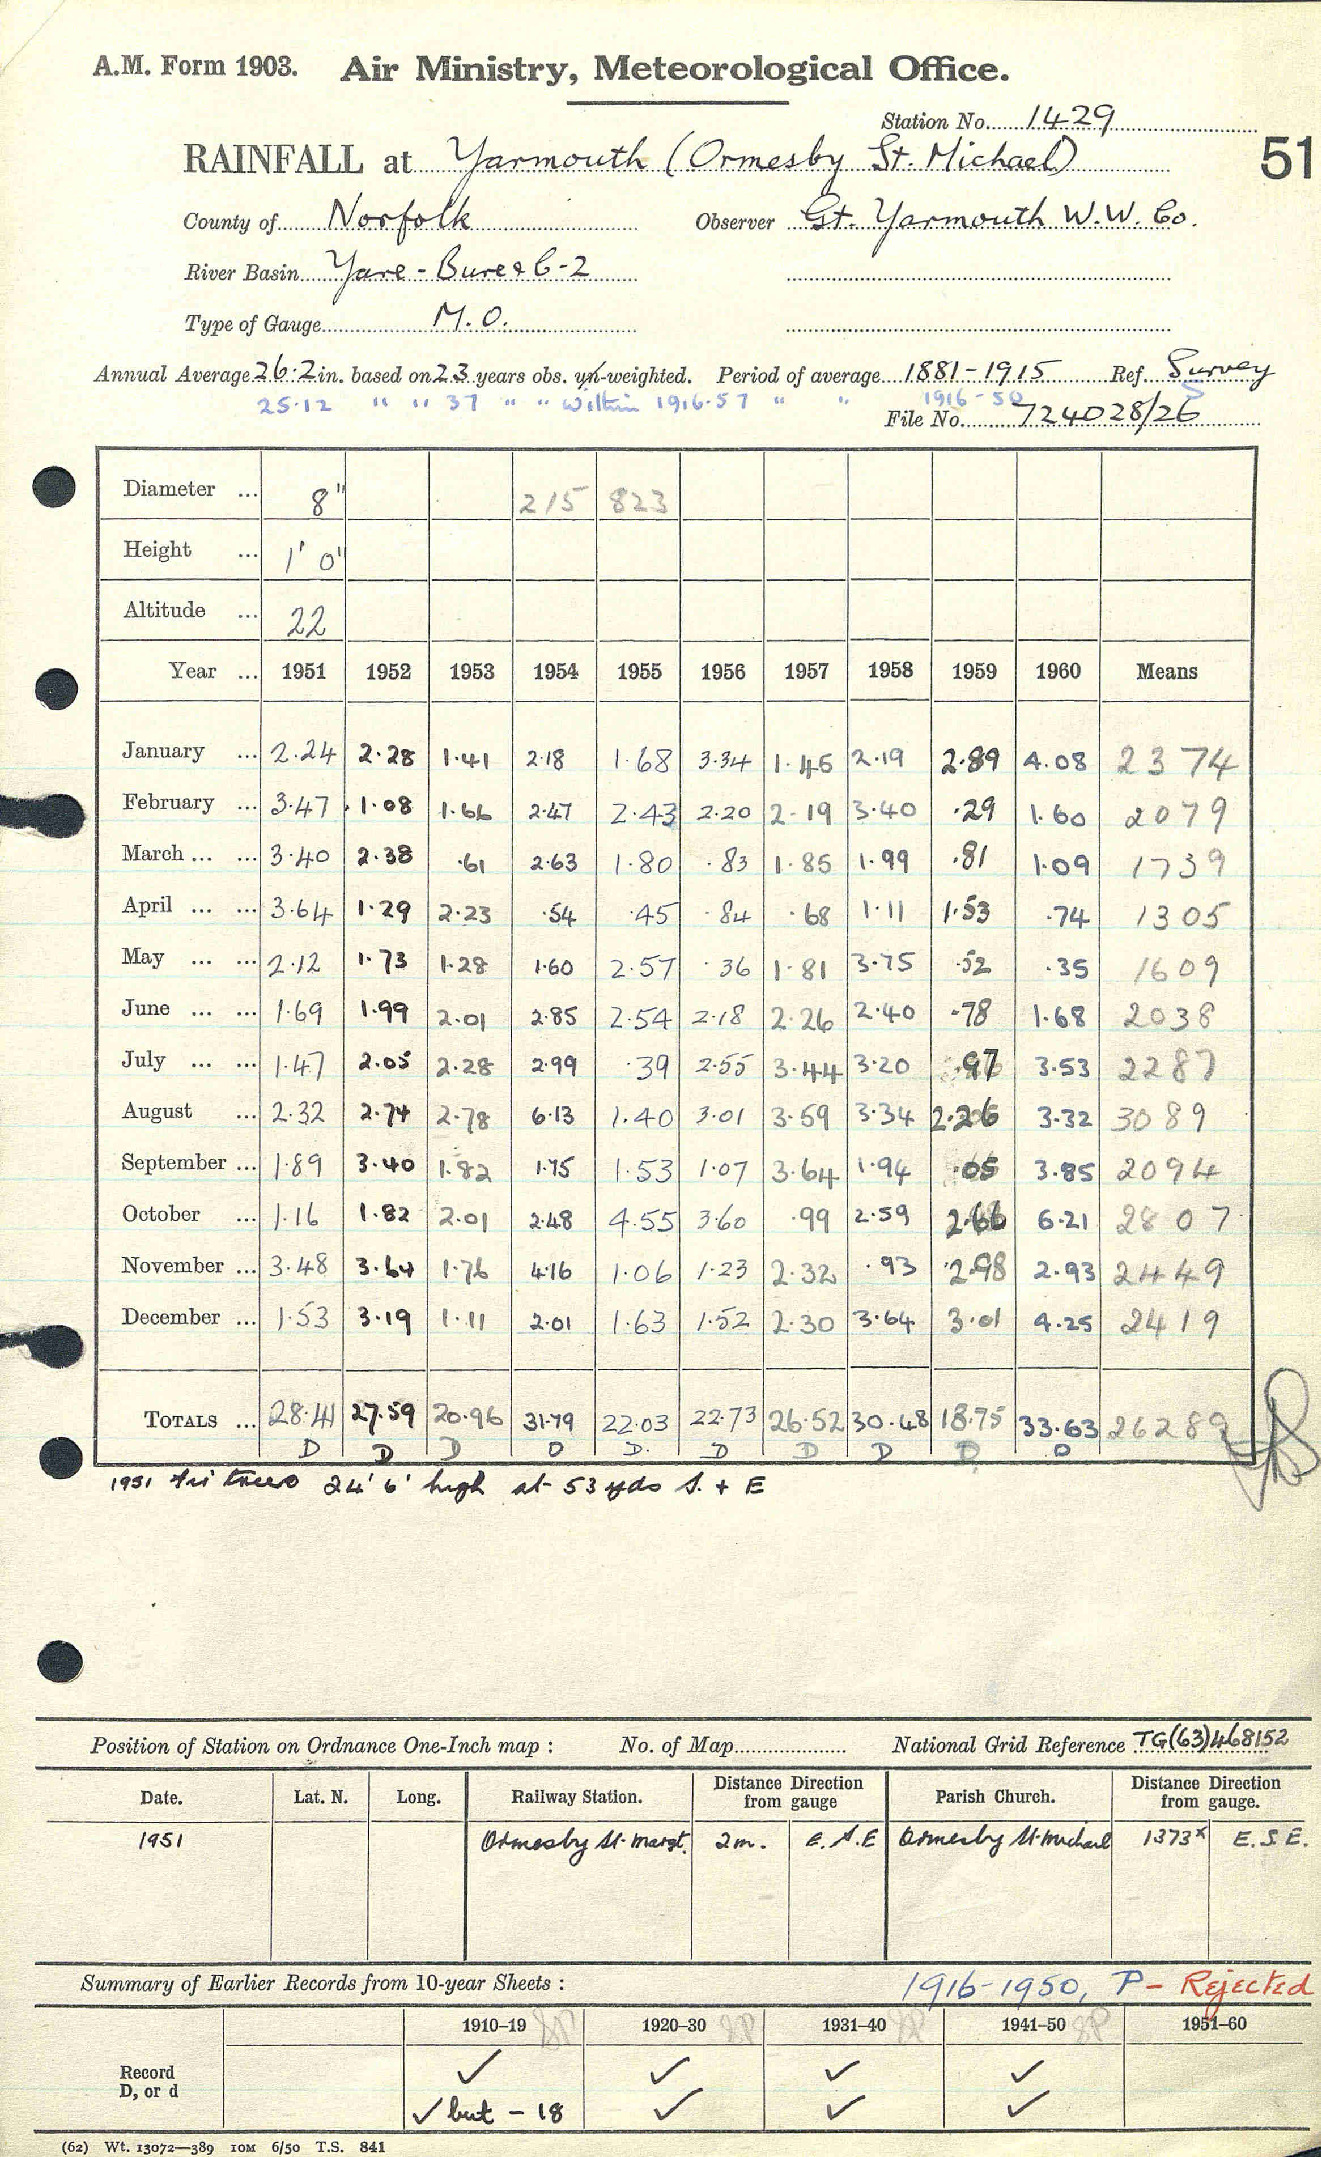 A.M. Form 1903. Air Ministry, Meteorological Office.
Station No. 1429
RAINFALL at Yarmouth (Ormesby St. Michael)
51
County of Norfolk Observer Gt. Yarmouth W.W. Co.
River Basin Yare - Bure & C-2
Type of Gauge M.O.
Annual Average 26.2 in. based on 23 years obs. un-weighted. Period of average 1881-1915 Ref. Survey
25.12 " " 37 " " Within 1916-57 " " 1916-50 S
File No. 724028/26
Diameter ... 8" 215 823
Height ... 1' 0"
Altitude ... 22
Year ... 1951 1952 1953 1954 1955 1956 1957 1958 1959 1960 Means
January ... 2.24 2.28 1.41 2.18 1.68 3.34 1.45 2.19 2.89 4.08 2374
February ... 3.47 1.08 1.66 2.47 2.43 2.20 2.19 3.40 .29 1.60 2079
March ... ... 3.40 2.38 .61 2.63 1.80 .83 1.85 1.99 .81 1.09 1739
April ... ... 3.64 1.29 2.23 .54 .45 .84 .68 1.11 1.53 .74 1305
May ... ... 2.12 1.73 1.28 1.60 2.57 .36 1.81 3.75 .52 .35 1609
June ... ... 1.69 1.99 2.01 2.85 2.54 2.18 2.26 2.40 .78 1.68 2038
July ... ... 1.47 2.05 2.28 2.99 .39 2.55 3.44 3.20 .97 3.53 2287
August ... 2.32 2.74 2.78 6.13 1.40 3.01 3.59 3.34 2.26 3.32 3089
September ... 1.89 3.40 1.82 1.75 1.53 1.07 3.64 1.94 .05 3.85 2094
October ... 1.16 1.82 2.01 2.48 4.55 3.60 .99 2.59 2.66 6.21 2807
November ... 3.48 3.64 1.76 4.16 1.06 1.23 2.32 .93 2.98 2.93 2449
December ... 1.53 3.19 1.11 2.01 1.63 1.52 2.30 3.64 3.01 4.25 2419
TOTALS ... 28.41 27.59 20.96 31.79 22.03 22.73 26.52 30.48 18.75 33.63 26289
D D D D D. D D D D D
1951 Fir trees 24' 6' high at 53 yds S. + E
Position of Station on Ordnance One-Inch map : No. of Map National Grid Reference TG(63)468152
Date. Lat. N. Long. Railway Station. Distance from gauge Direction Parish Church. Distance from gauge. Direction
1951 Ormesby St. Margt. 2m. E.S.E Ormesby St. Michael 1373x E.S.E.
Summary of Earlier Records from 10-year Sheets : 1916-1950, P - Rejected
1910-19 1920-30 1931-40 1941-50 1951-60
Record ✓ ✓ ✓ ✓
D, or d ✓ but - 18 ✓ ✓ ✓
(62) Wt. 13072—389 10M 6/50 T.S. 841